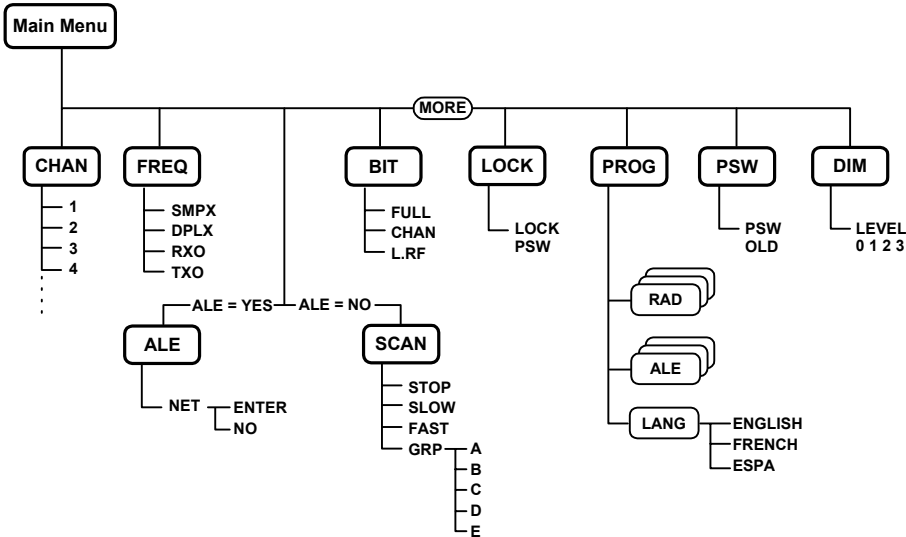 Main Menu
MORE
CHAN
1
2
3
4
FREQ
SMPX
DPLX
RXO
TXO
BIT
FULL
CHAN
L.RF
LOCK
LOCK
PSW
PROG
PSW
PSW
OLD
DIM
LEVEL
0 1 2 3
ALE = YES
ALE = NO
ALE
NET
ENTER
NO
SCAN
STOP
SLOW
FAST
GRP
A
B
C
D
E
RAD
ALE
LANG
ENGLISH
FRENCH
ESPA